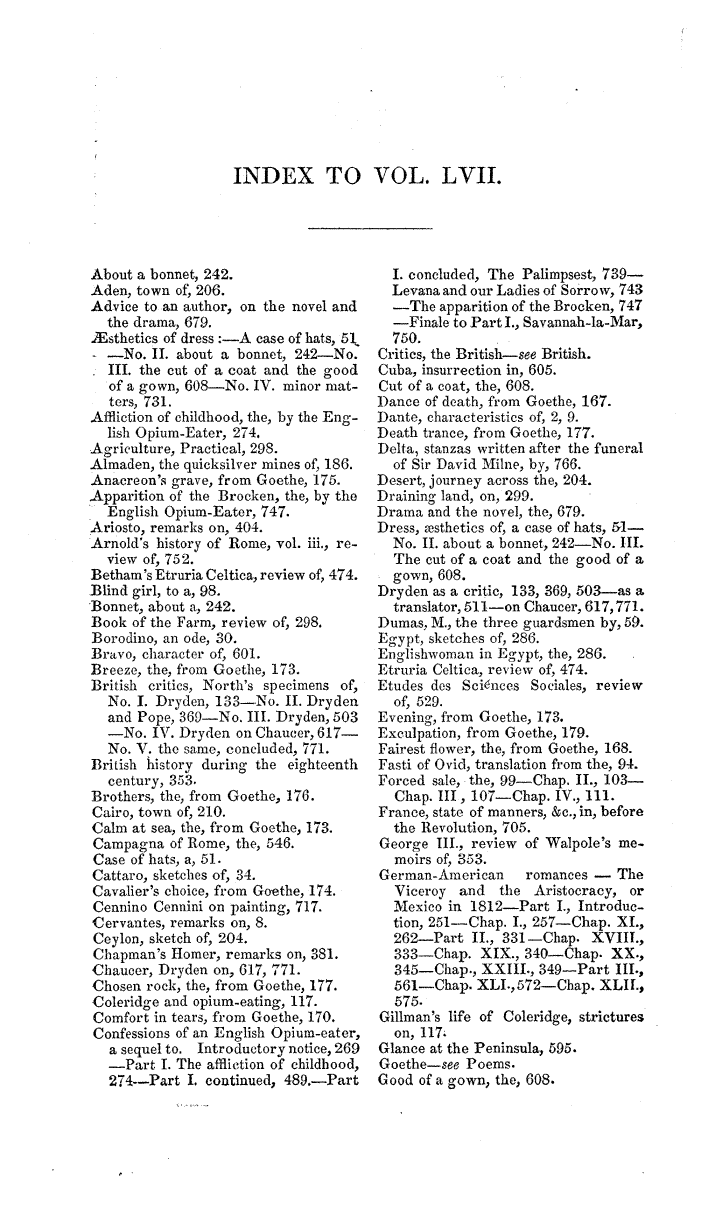 INDEX TO VOL. LVII.
About a bonnet, 242.
Aden, town of, 206.
Advice to an author, on the novel and
the drama, 679.
Æsthetics of dress :—A case of hats, 51
—No. II. about a bonnet, 242—No.
III. the cut of a coat and the good
of a gown, 608—No. IV. minor mat-
ters, 731.
Affliction of childhood, the, by the Eng-
lish Opium-Eater, 274.
Agriculture, Practical, 298.
Almaden, the quicksilver mines of, 186.
Anacreon's grave, from Goethe, 175.
Apparition of the Brocken, the, by the
English Opium-Eater, 747.
Ariosto, remarks on, 404.
Arnold's history of Rome, vol. iii., re-
view of, 752.
Betham's Etruria Celtica, review of, 474.
Blind girl, to a, 98.
Bonnet, about a, 242.
Book of the Farm, review of, 298.
Borodino, an ode, 30.
Bravo, character of, 601.
Breeze, the, from Goethe, 173.
British critics, North's specimens of,
No. I. Dryden, 133—No. II. Dryden
and Pope, 369—No. III. Dryden, 503
—No. IV. Dryden on Chaucer, 617—
No. V. the same, concluded, 771.
British history during the eighteenth
century, 353.
Brothers, the, from Goethe, 176.
Cairo, town of, 210.
Calm at sea, the, from Goethe, 173.
Campagna of Rome, the, 546.
Case of hats, a, 51.
Cattaro, sketches of, 34.
Cavalier's choice, from Goethe, 174.
Cennino Cennini on painting, 717.
Cervantes, remarks on, 8.
Ceylon, sketch of, 204.
Chapman's Homer, remarks on, 381.
Chaucer, Dryden on, 617, 771.
Chosen rock, the, from Goethe, 177.
Coleridge and opium-eating, 117.
Comfort in tears, from Goethe, 170.
Confessions of an English Opium-eater,
a sequel to. Introductory notice, 269
—Part I. The affliction of childhood,
274—Part I. continued, 489.—Part
I. concluded, The Palimpsest, 739—
Levana and our Ladies of Sorrow, 743
—The apparition of the Brocken, 747
—Finale to Part I., Savannah-la-Mar,
750.
Critics, the British—see British.
Cuba, insurrection in, 605.
Cut of a coat, the, 608.
Dance of death, from Goethe, 167.
Dante, characteristics of, 2, 9.
Death trance, from Goethe, 177.
Delta, stanzas written after the funeral
of Sir David Milne, by, 766.
Desert, journey across the, 204.
Draining land, on, 299.
Drama and the novel, the, 679.
Dress, æsthetics of, a case of hats, 51—
No. II. about a bonnet, 242—No. III.
The cut of a coat and the good of a
gown, 608.
Dryden as a critic, 133, 369, 503—as a
translator, 511—on Chaucer, 617, 771.
Dumas, M., the three guardsmen by, 59.
Egypt, sketches of, 286.
Englishwoman in Egypt, the, 286.
Etruria Celtica, review of, 474.
Etudes des Sciénces Sociales, review
of, 529.
Evening, from Goethe, 173.
Exculpation, from Goethe, 179.
Fairest flower, the, from Goethe, 168.
Fasti of Ovid, translation from the, 94.
Forced sale, the, 99—Chap. II., 103—
Chap. III , 107—Chap. IV., 111.
France, state of manners, &c., in, before
the Revolution, 705.
George III., review of Walpole's me-
moirs of, 353.
German-American romances — The
Viceroy and the Aristocracy, or
Mexico in 1812—Part I., Introduc-
tion, 251—Chap. I., 257—Chap. XI.,
262—Part II., 331—Chap. XVIII.,
333—Chap. XIX., 340—Chap. XX.,
345—Chap., XXIII., 349—Part III.,
561—Chap. XLI., 572—Chap. XLII.,
575.
Gillman's life of Coleridge, strictures
on, 117.
Glance at the Peninsula, 595.
Goethe—see Poems.
Good of a gown, the, 608.